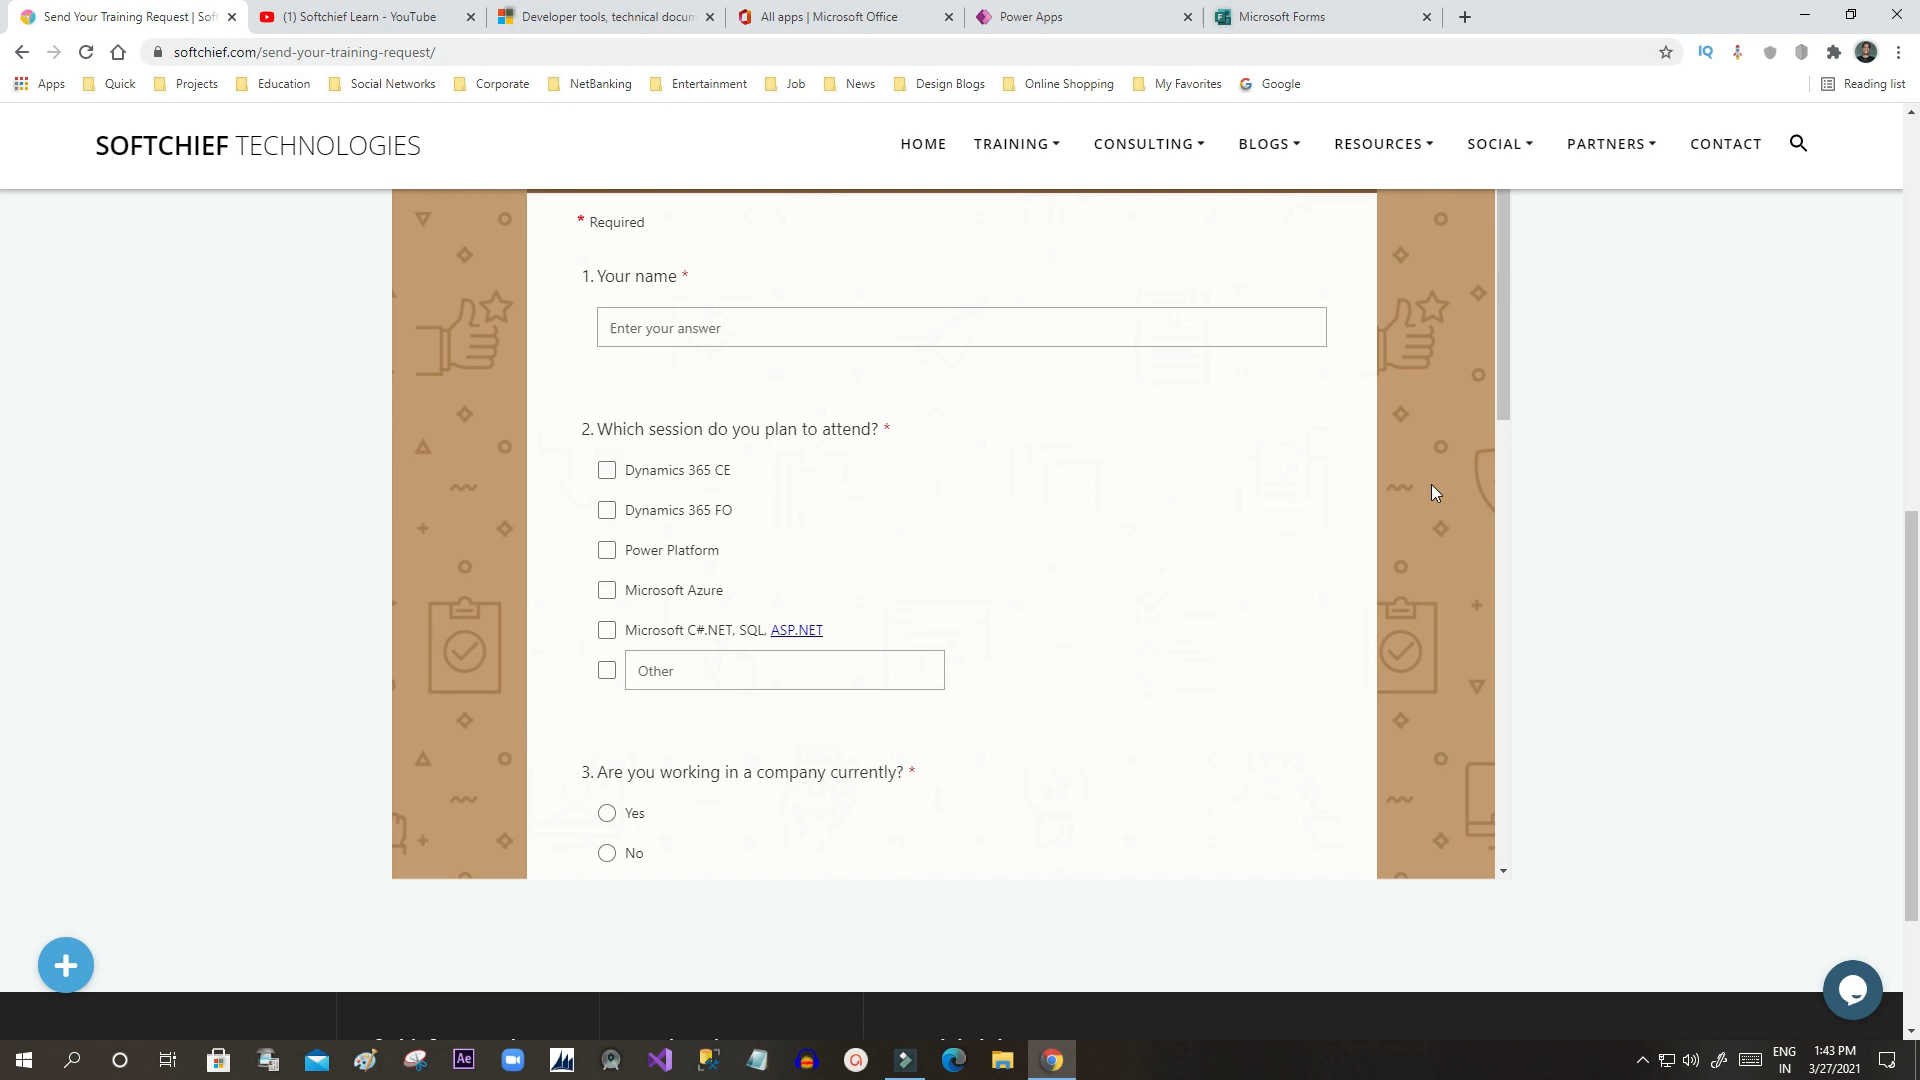 Send Your Training Request | Soft
(1) Softchief Learn - YouTube
Developer tools, technical docum
All apps | Microsoft Office
Power Apps
Microsoft Forms
softchief.com/send-your-training-request/
Apps Quick Projects Education Social Networks Corporate NetBanking Entertainment Job News Design Blogs Online Shopping My Favorites Google Reading list
SOFTCHIEF TECHNOLOGIES
HOME TRAINING CONSULTING BLOGS RESOURCES SOCIAL PARTNERS CONTACT
* Required
1. Your name *
Enter your answer
2. Which session do you plan to attend? *
Dynamics 365 CE
Dynamics 365 FO
Power Platform
Microsoft Azure
Microsoft C#.NET, SQL, ASP.NET
Other
3. Are you working in a company currently? *
Yes
No
Ae
ENG
IN
1:43 PM
3/27/2021